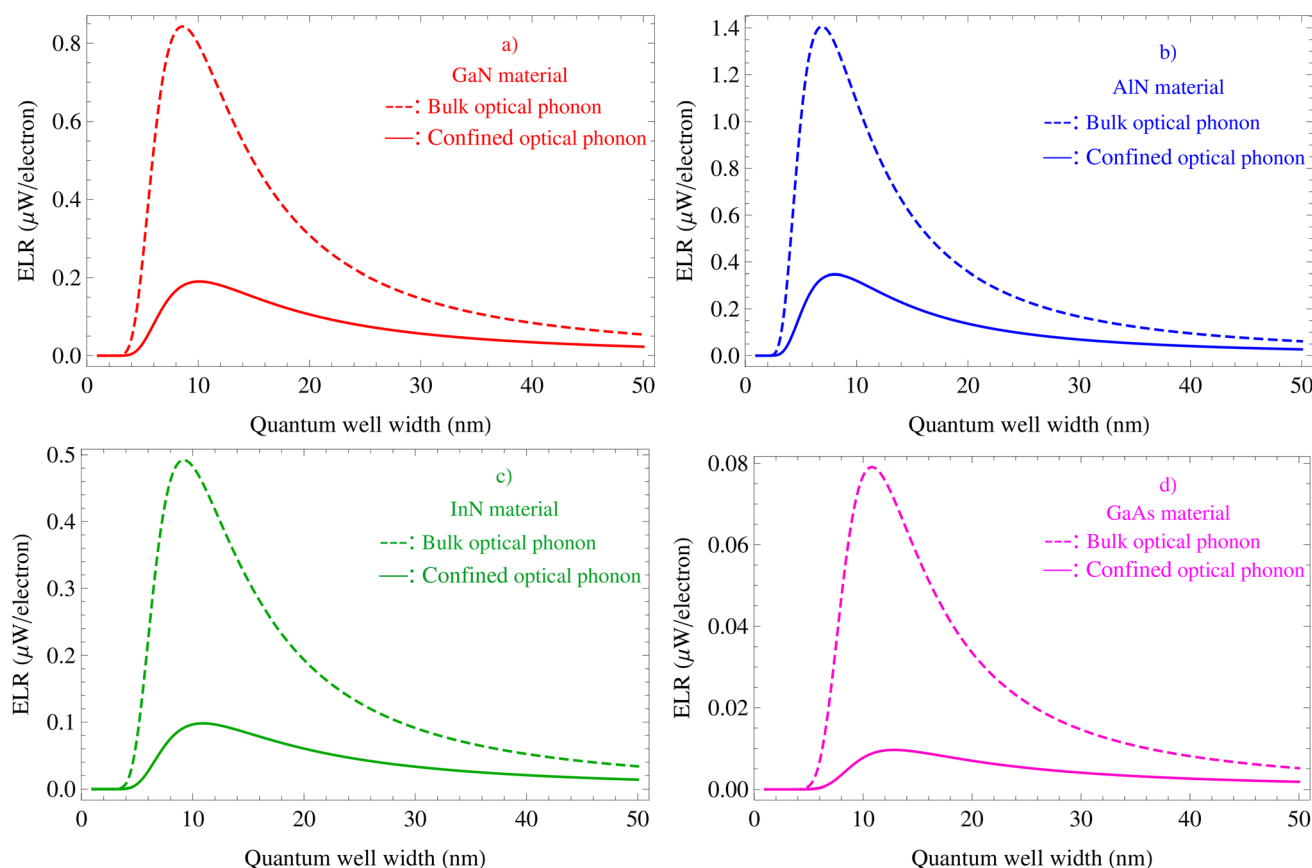 a)
GaN material
: Bulk optical phonon
: Confined optical phonon
ELR (μW/electron)
0.8
0.6
0.4
0.2
0.0
0 10 20 30 40 50
Quantum well width (nm)
b)
AlN material
: Bulk optical phonon
: Confined optical phonon
ELR (μW/electron)
1.4
1.2
1.0
0.8
0.6
0.4
0.2
0.0
0 10 20 30 40 50
Quantum well width (nm)
c)
InN material
: Bulk optical phonon
: Confined optical phonon
ELR (μW/electron)
0.5
0.4
0.3
0.2
0.1
0.0
0 10 20 30 40 50
Quantum well width (nm)
d)
GaAs material
: Bulk optical phonon
: Confined optical phonon
ELR (μW/electron)
0.08
0.06
0.04
0.02
0.00
0 10 20 30 40 50
Quantum well width (nm)